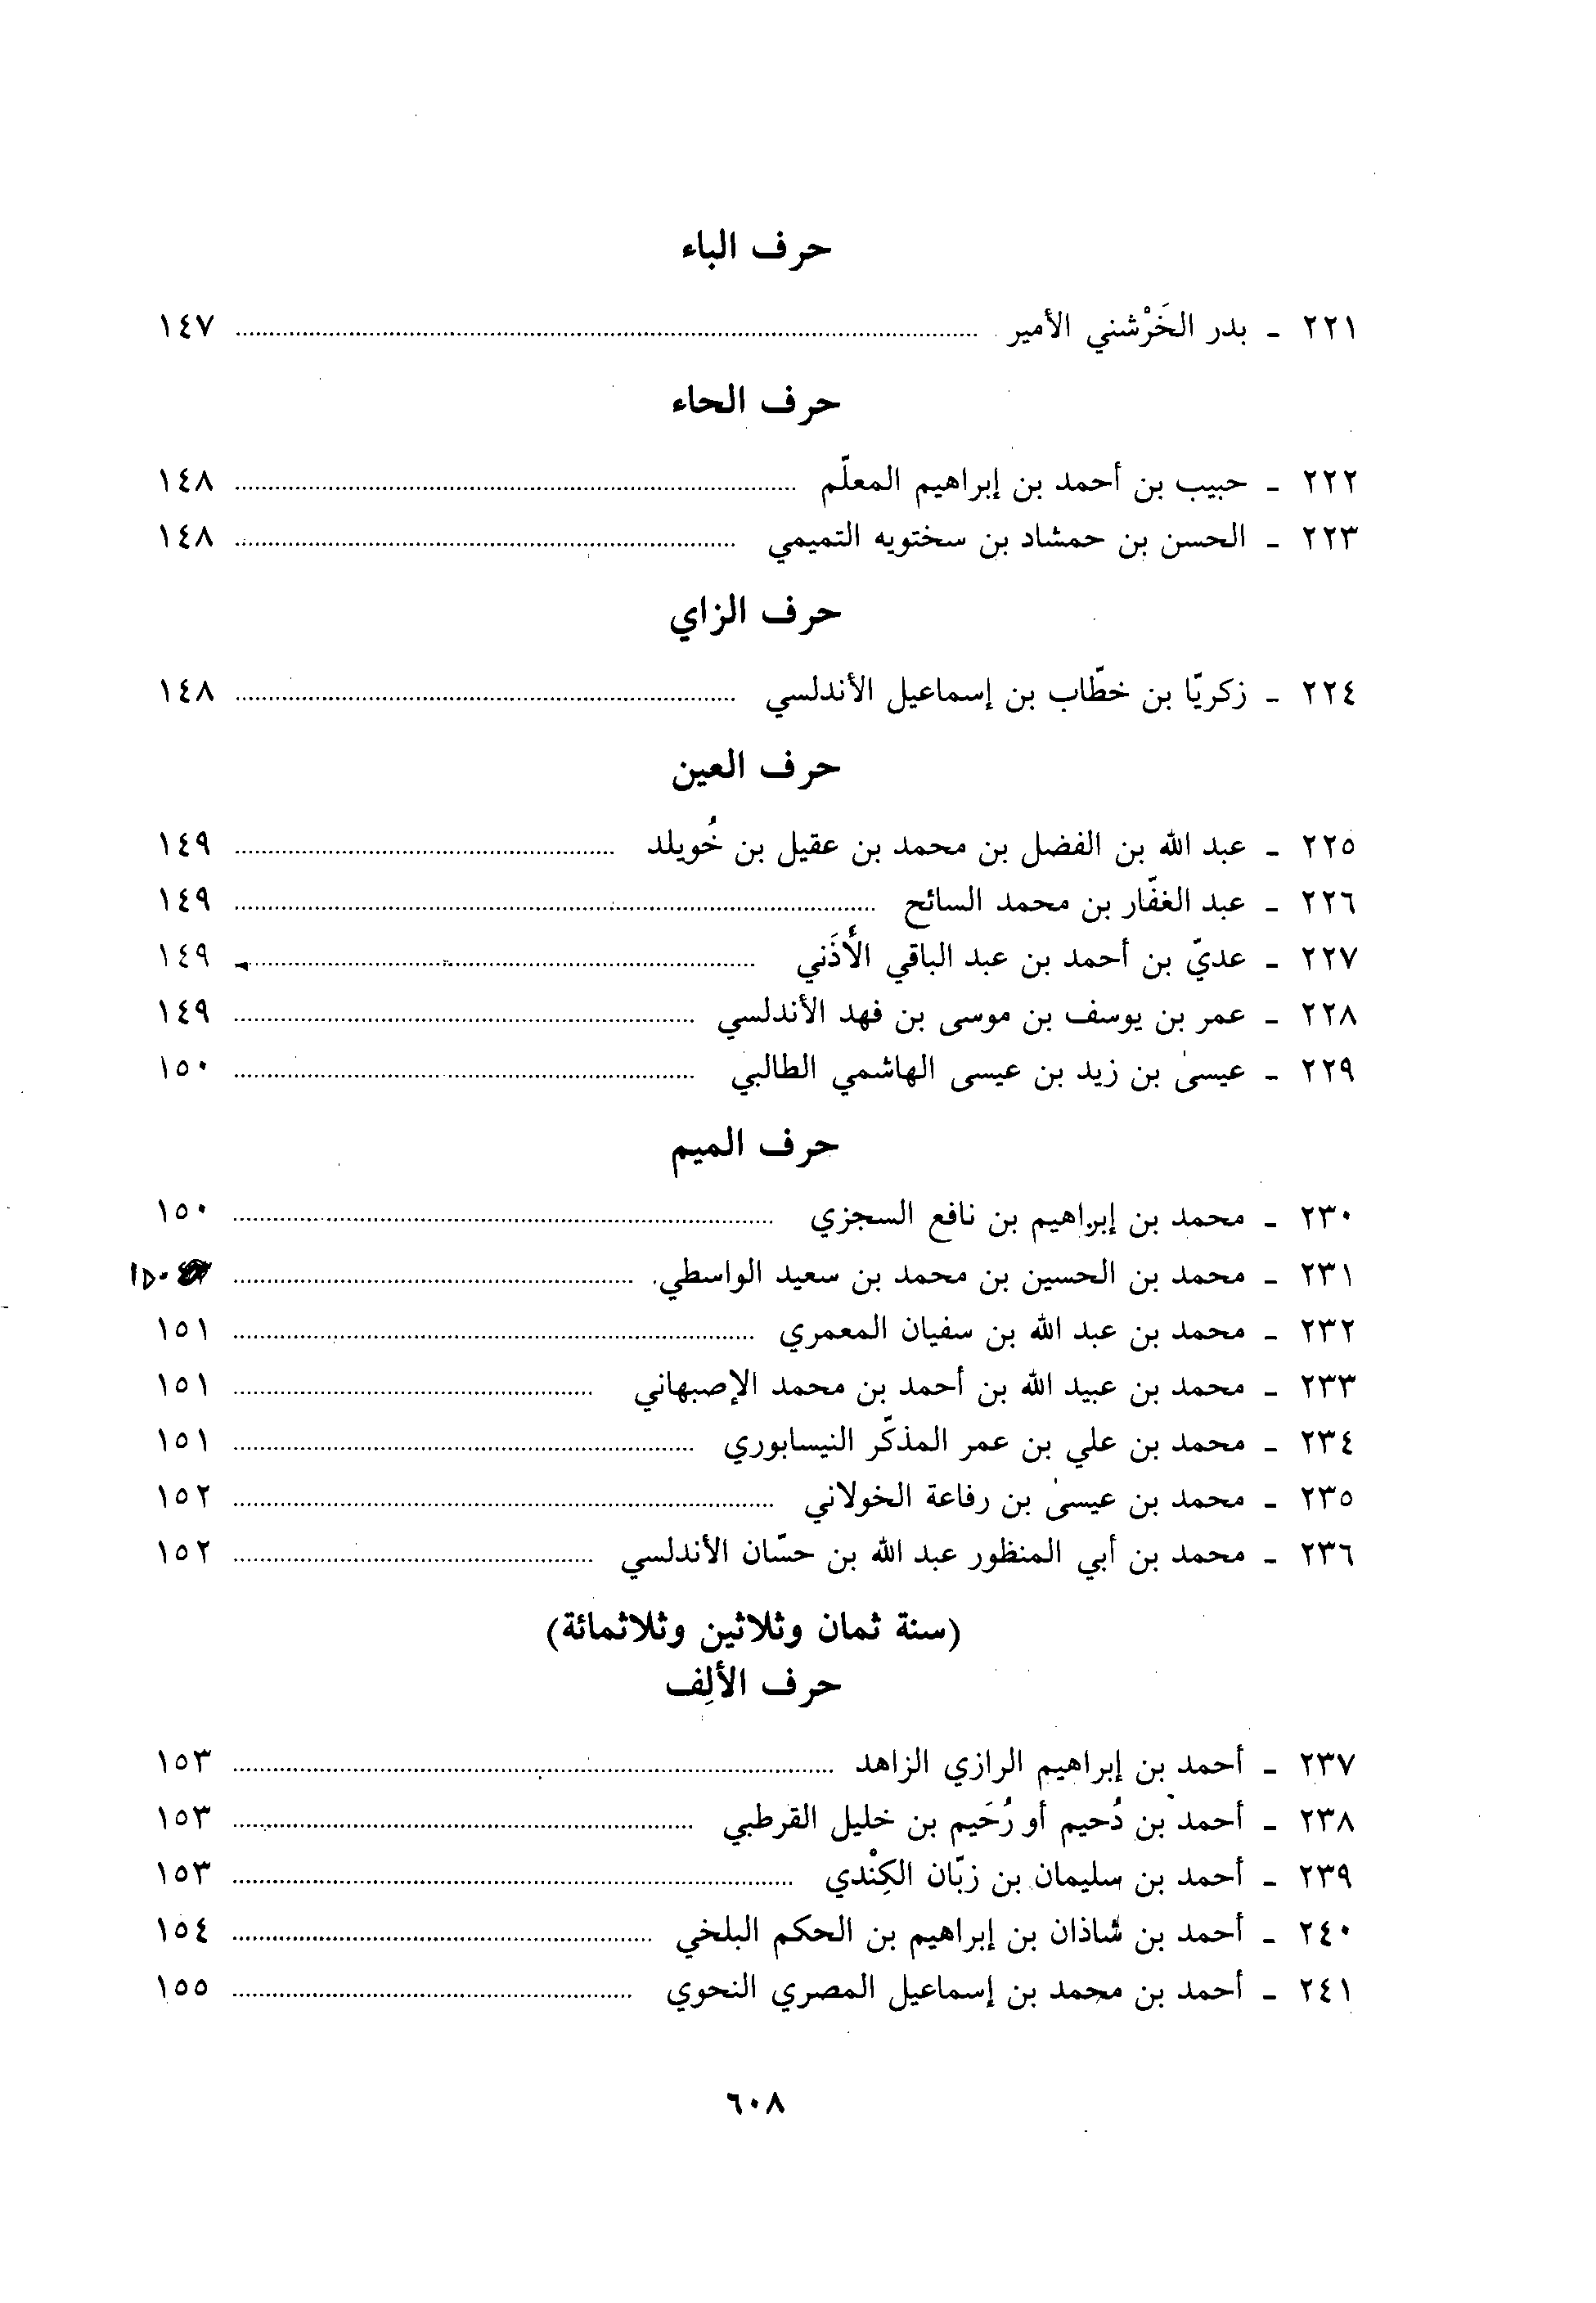 حرف الباء
٢٢١ - بدر الخَرْشني الأمير ........ ١٤٧
حرف الحاء
٢٢٢ - حبيب بن أحمد بن إبراهيم المعلّم ........ ١٤٨
٢٢٣ - الحسن بن حمشاد بن سختويه التميمي ........ ١٤٨
حرف الزاي
٢٢٤ - زكريّا بن خطّاب بن إسماعيل الأندلسي ........ ١٤٨
حرف العين
٢٢٥ - عبد الله بن الفضل بن محمد بن عقيل بن خُويلد ........ ١٤٩
٢٢٦ - عبد الغفّار بن محمد السائح ........ ١٤٩
٢٢٧ - عديّ بن أحمد بن عبد الباقي الأَذَني ........ ١٤٩
٢٢٨ - عمر بن يوسف بن موسى بن فهد الأندلسي ........ ١٤٩
٢٢٩ - عيسىٰ بن زيد بن عيسى الهاشمي الطالبي ........ ١٥٠
حرف الميم
٢٣٠ - محمد بن إبراهيم بن نافع السجزي ........ ١٥٠
٢٣١ - محمد بن الحسين بن محمد بن سعيد الواسطي ........ ١٥٠
٢٣٢ - محمد بن عبد الله بن سفيان المعمري ........ ١٥١
٢٣٣ - محمد بن عبيد الله بن أحمد بن محمد الإصبهاني ........ ١٥١
٢٣٤ - محمد بن علي بن عمر المذكّر النيسابوري ........ ١٥١
٢٣٥ - محمد بن عيسىٰ بن رفاعة الخولاني ........ ١٥٢
٢٣٦ - محمد بن أبي المنظور عبد الله بن حسّان الأندلسي ........ ١٥٢
(سنة ثمان وثلاثين وثلاثمائة)
حرف الألِف
٢٣٧ - أحمد بن إبراهيم الرازي الزاهد ........ ١٥٣
٢٣٨ - أحمد بن دُحيم أو رُحَيم بن خليل القرطبي ........ ١٥٣
٢٣٩ - أحمد بن سليمان بن زبّان الكِنْدي ........ ١٥٣
٢٤٠ - أحمد بن شاذان بن إبراهيم بن الحكم البلخي ........ ١٥٤
٢٤١ - أحمد بن محمد بن إسماعيل المصري النحوي ........ ١٥٥
٦٠٨